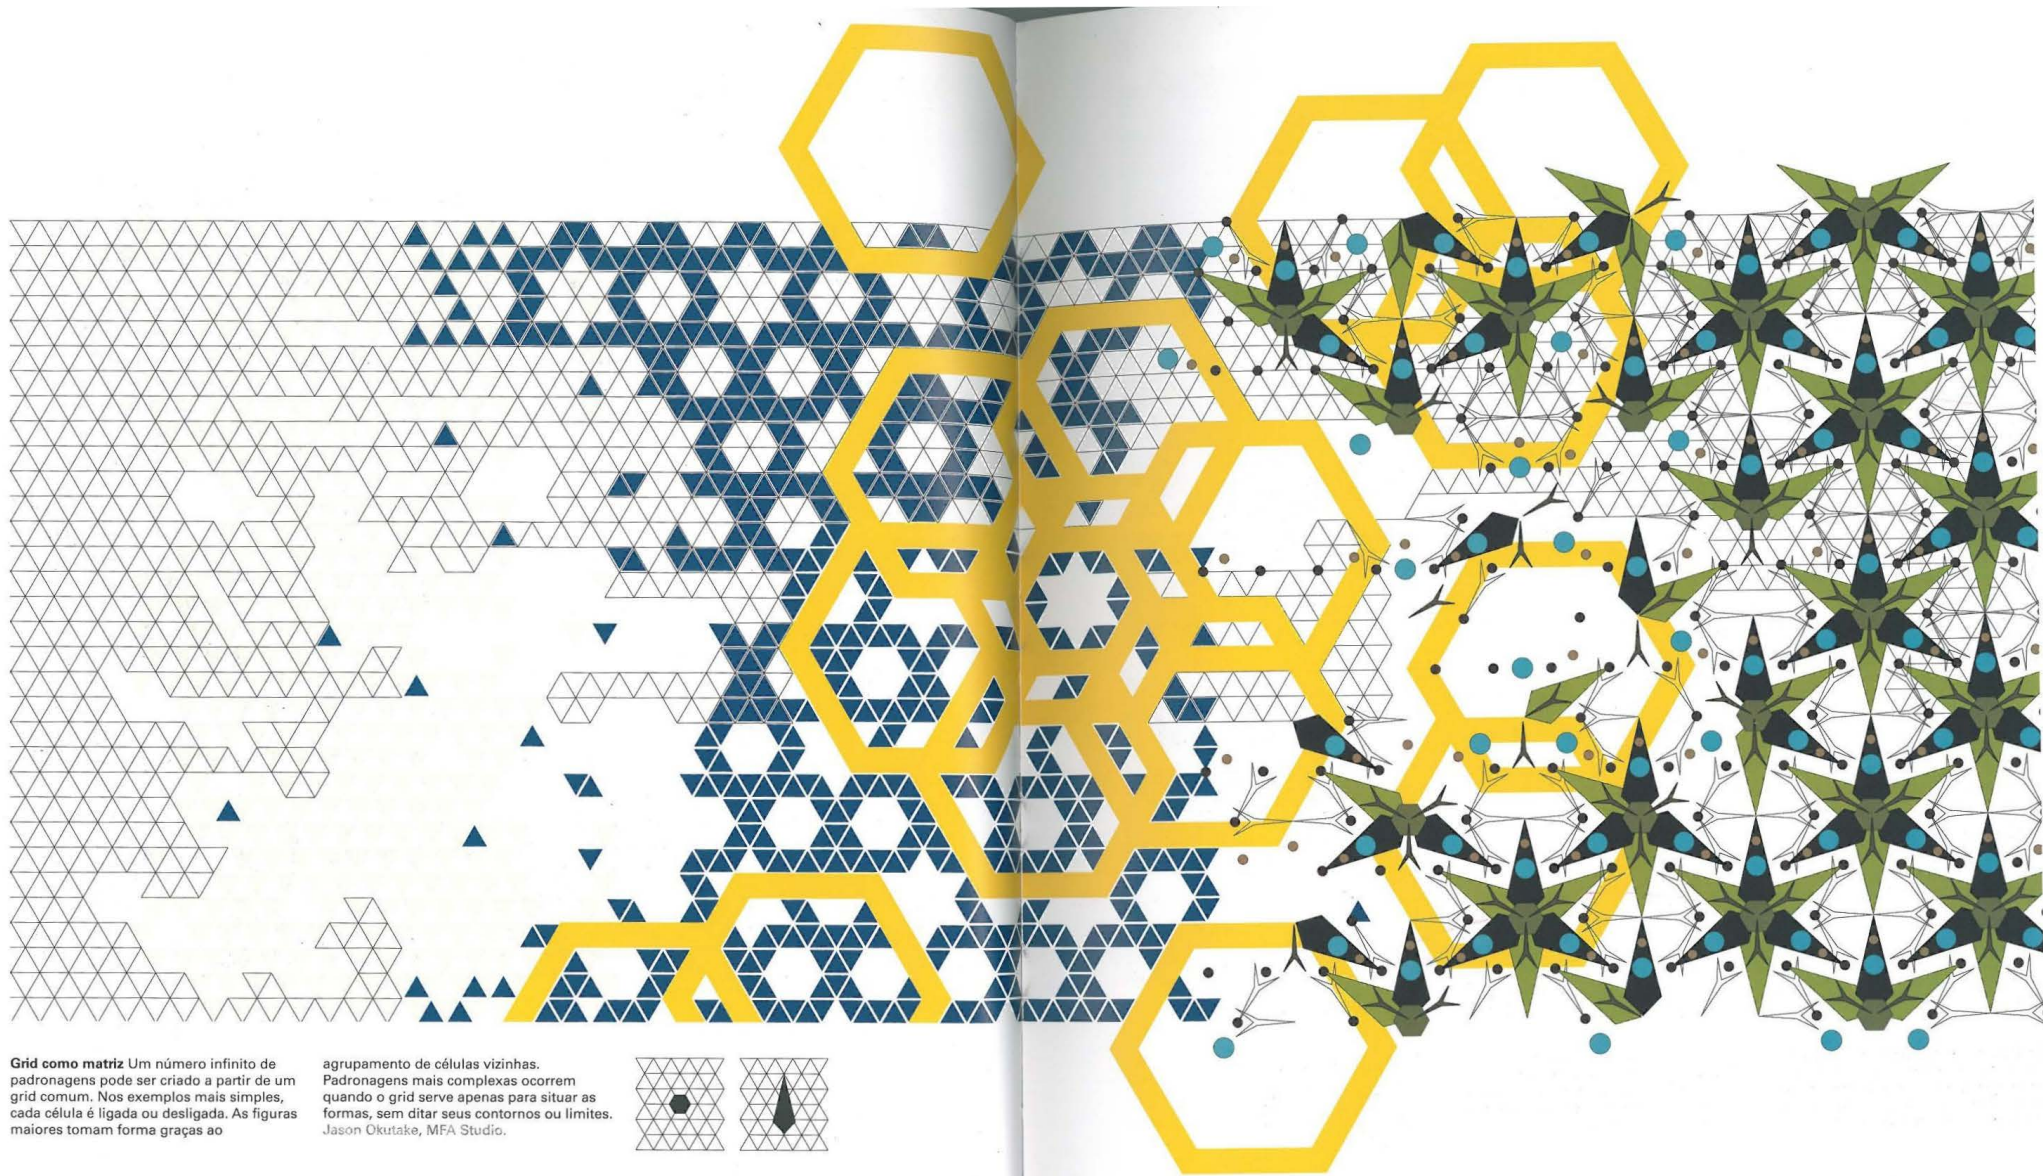 Grid como matriz Um número infinito de
padronagens pode ser criado a partir de um
grid comum. Nos exemplos mais simples,
cada célula é ligada ou desligada. As figuras
maiores tomam forma graças ao
agrupamento de células vizinhas.
Padronagens mais complexas ocorrem
quando o grid serve apenas para situar as
formas, sem ditar seus contornos ou limites.
Jason Okutake, MFA Studio.